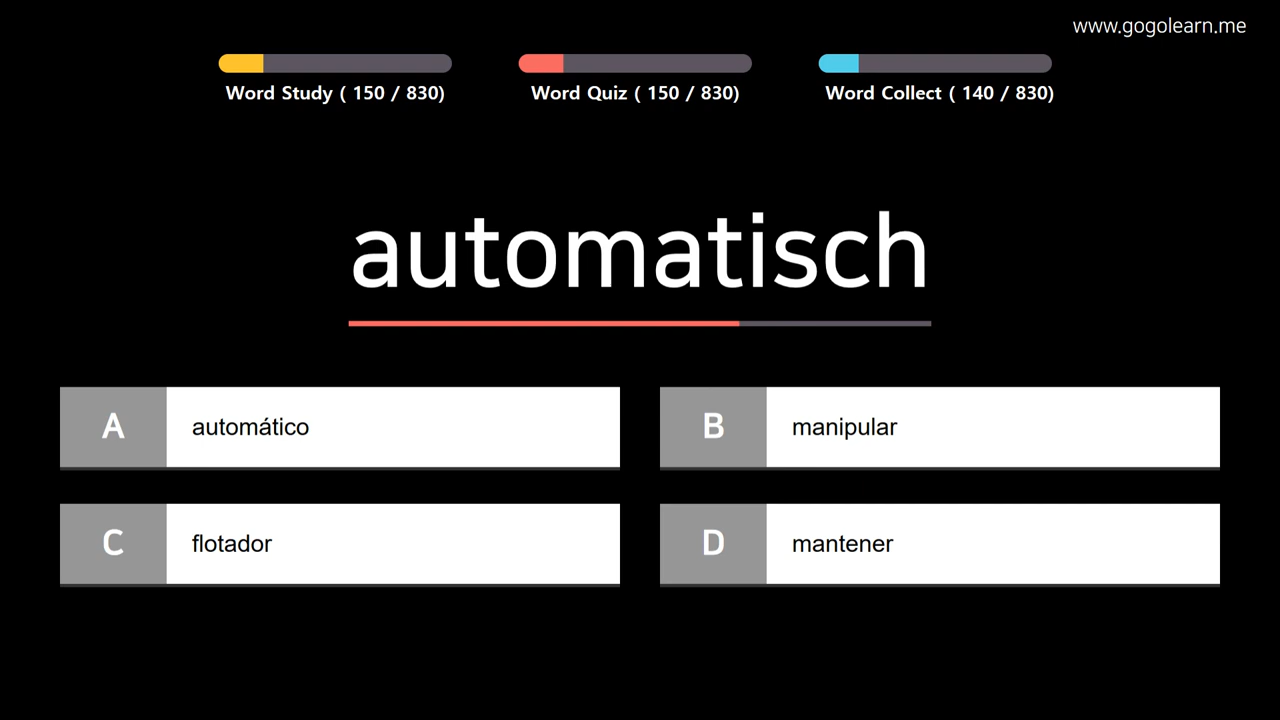 www.gogolearn.me
Word Study ( 150 / 830)
Word Quiz ( 150 / 830)
Word Collect ( 140 / 830)
automatisch
A automático
B manipular
C flotador
D mantener